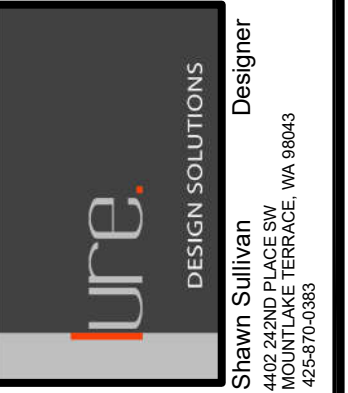 ure.
DESIGN SOLUTIONS
Shawn Sullivan Designer
4402 242ND PLACE SW
MOUNTLAKE TERRACE, WA 98043
425-870-0383